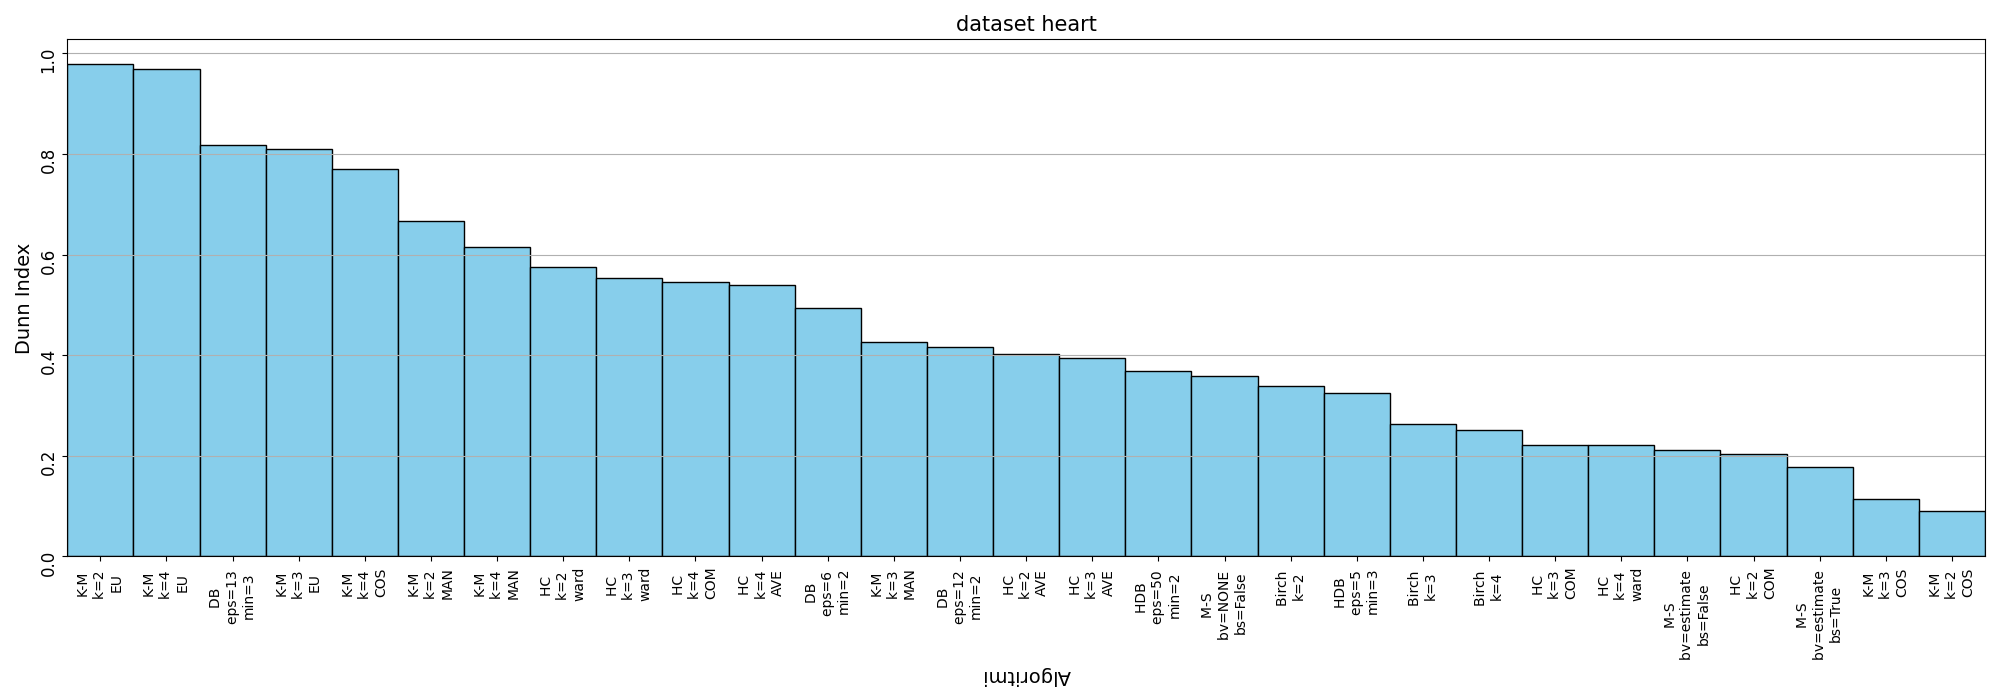 dataset heart
Dunn Index
1.0
0.8
0.6
0.4
0.2
0.0
K-M
k=2
EU
K-M
k=4
EU
DB
eps=13
min=3
K-M
k=3
EU
K-M
k=4
COS
K-M
k=2
MAN
K-M
k=4
MAN
HC
k=2
ward
HC
k=3
ward
HC
k=4
COM
HC
k=4
AVE
DB
eps=6
min=2
K-M
k=3
MAN
DB
eps=12
min=2
HC
k=2
AVE
HC
k=3
AVE
HDB
eps=50
min=2
M-S
bv=NONE
bs=False
Birch
k=2
HDB
eps=5
min=3
Birch
k=3
Birch
k=4
HC
k=3
COM
HC
k=4
ward
M-S
bv=estimate
bs=False
HC
k=2
COM
M-S
bv=estimate
bs=True
K-M
k=3
COS
K-M
k=2
COS
Algoritmi